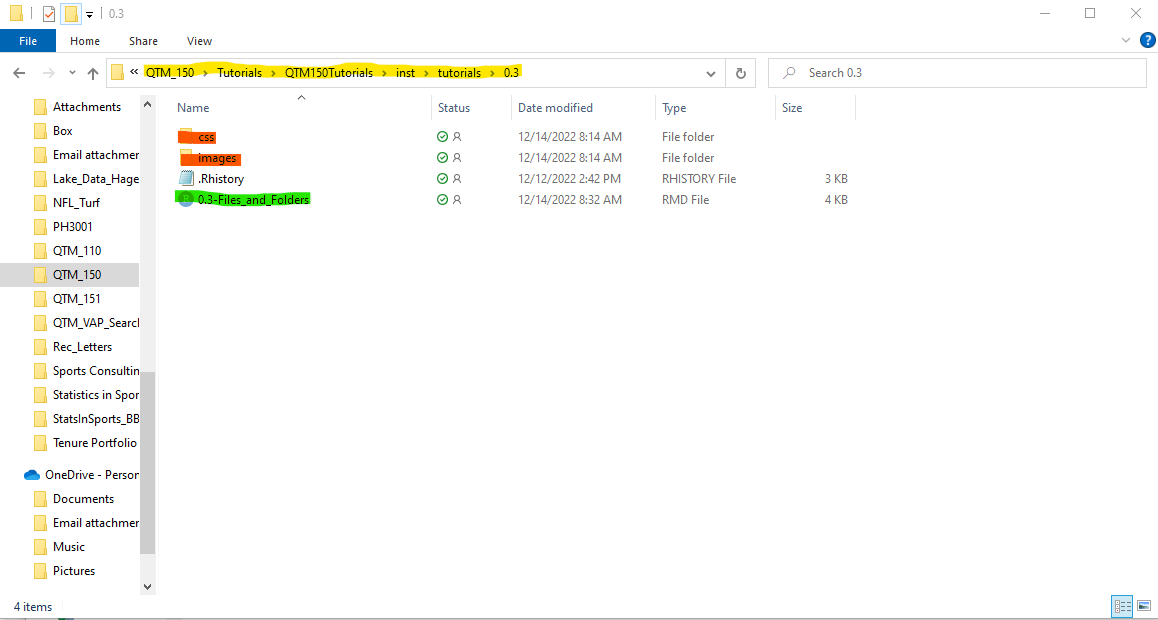 0.3
File Home Share View
« QTM_150 > Tutorials > QTM150Tutorials > inst > tutorials > 0.3 Search 0.3
Name Status Date modified Type Size
css 12/14/2022 8:14 AM File folder
images 12/14/2022 8:14 AM File folder
.Rhistory 12/12/2022 2:42 PM RHISTORY File 3 KB
0.3-Files_and_Folders 12/14/2022 8:32 AM RMD File 4 KB
Attachments
Box
Email attachmen
Lake_Data_Hage
NFL_Turf
PH3001
QTM_110
QTM_150
QTM_151
QTM_VAP_Search
Rec_Letters
Sports Consultin
Statistics in Spor
StatsInSports_BB
Tenure Portfolio
OneDrive - Person
Documents
Email attachmen
Music
Pictures
4 items